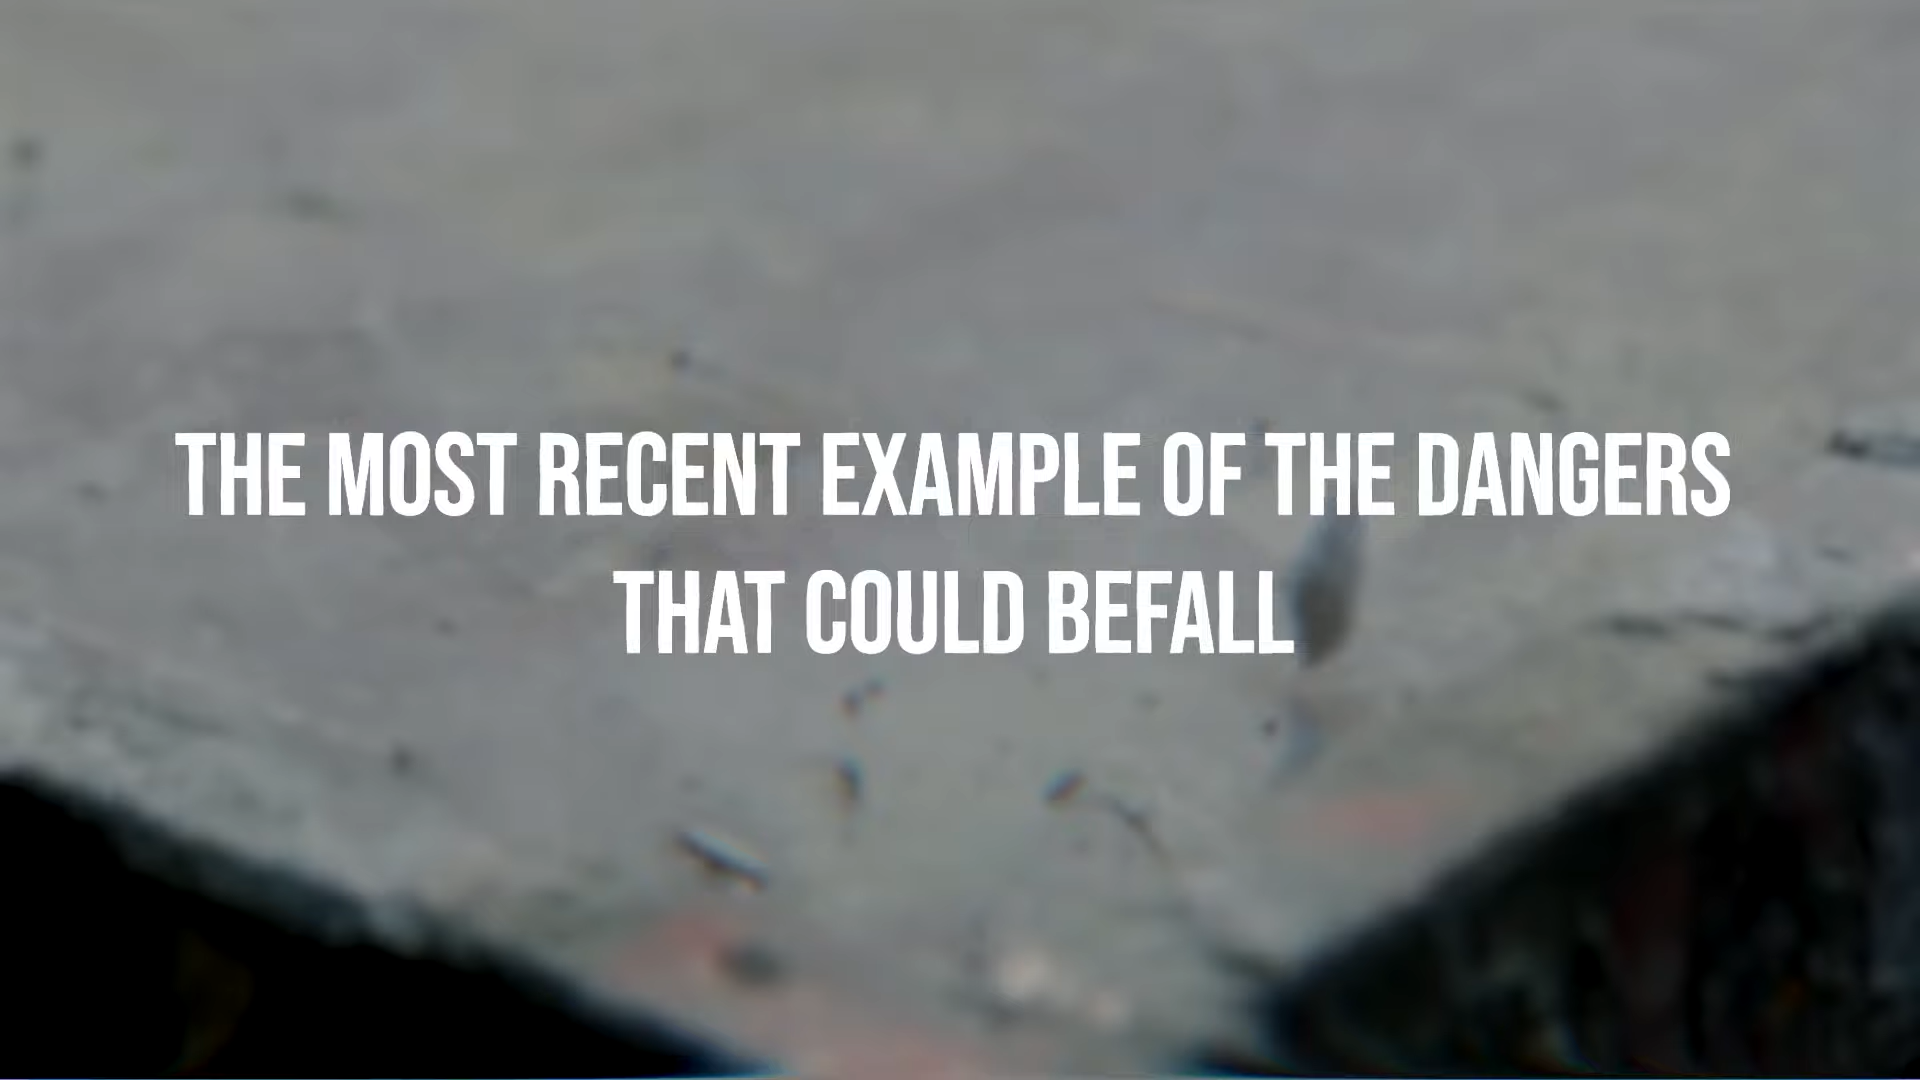 THE MOST RECENT EXAMPLE OF THE DANGERS
THAT COULD BEFALL